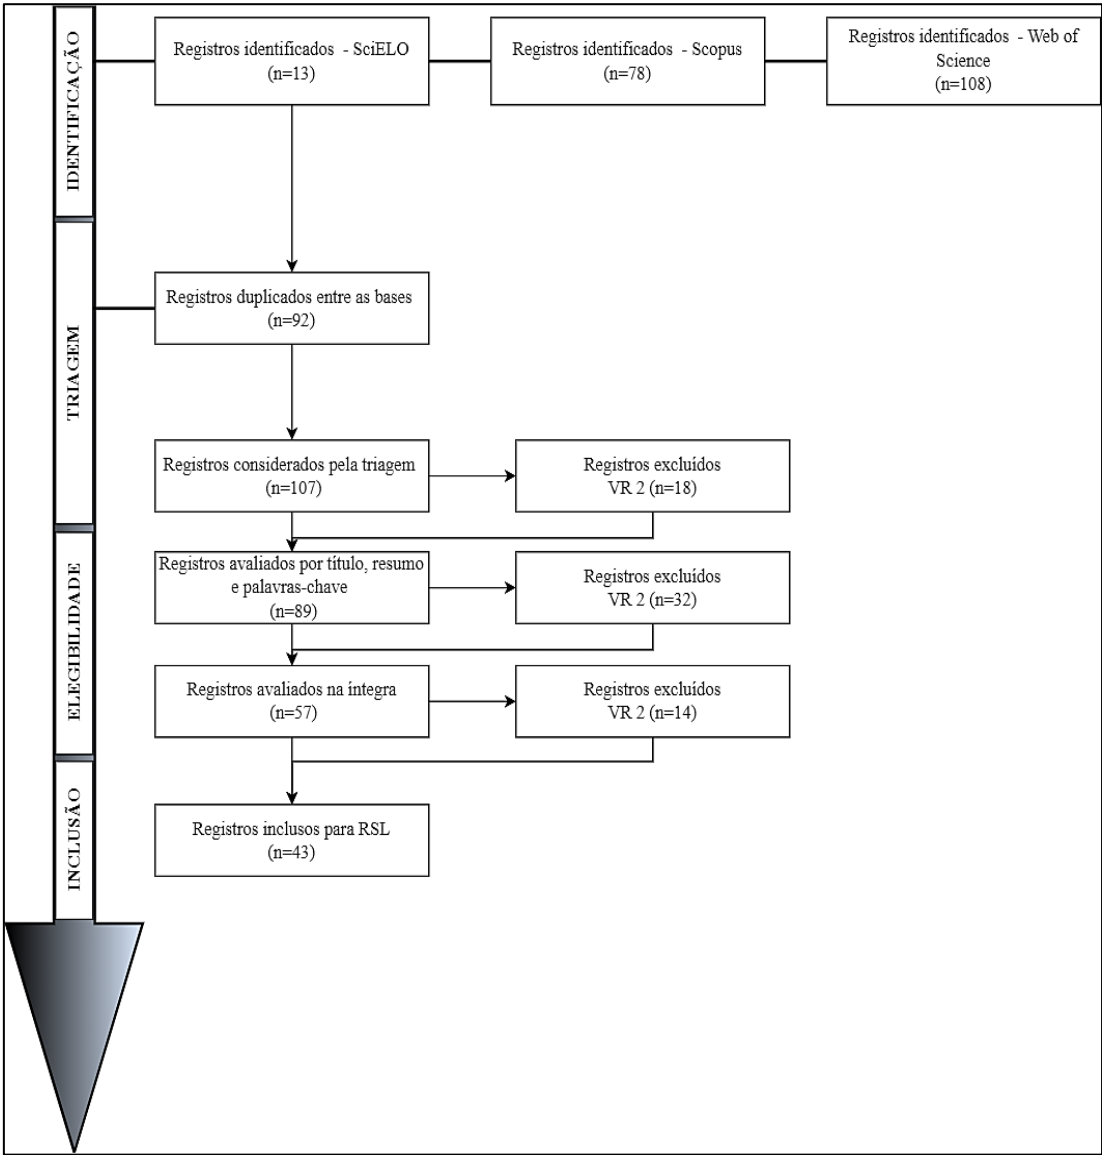 IDENTIFICAÇÃO
Registros identificados - SciELO
(n=13)
Registros identificados - Scopus
(n=78)
Registros identificados - Web of
Science
(n=108)
TRIAGEM
Registros duplicados entre as bases
(n=92)
Registros considerados pela triagem
(n=107)
Registros excluídos
VR 2 (n=18)
ELEGIBILIDADE
Registros avaliados por título, resumo
e palavras-chave
(n=89)
Registros excluídos
VR 2 (n=32)
Registros avaliados na íntegra
(n=57)
Registros excluídos
VR 2 (n=14)
INCLUSÃO
Registros inclusos para RSL
(n=43)